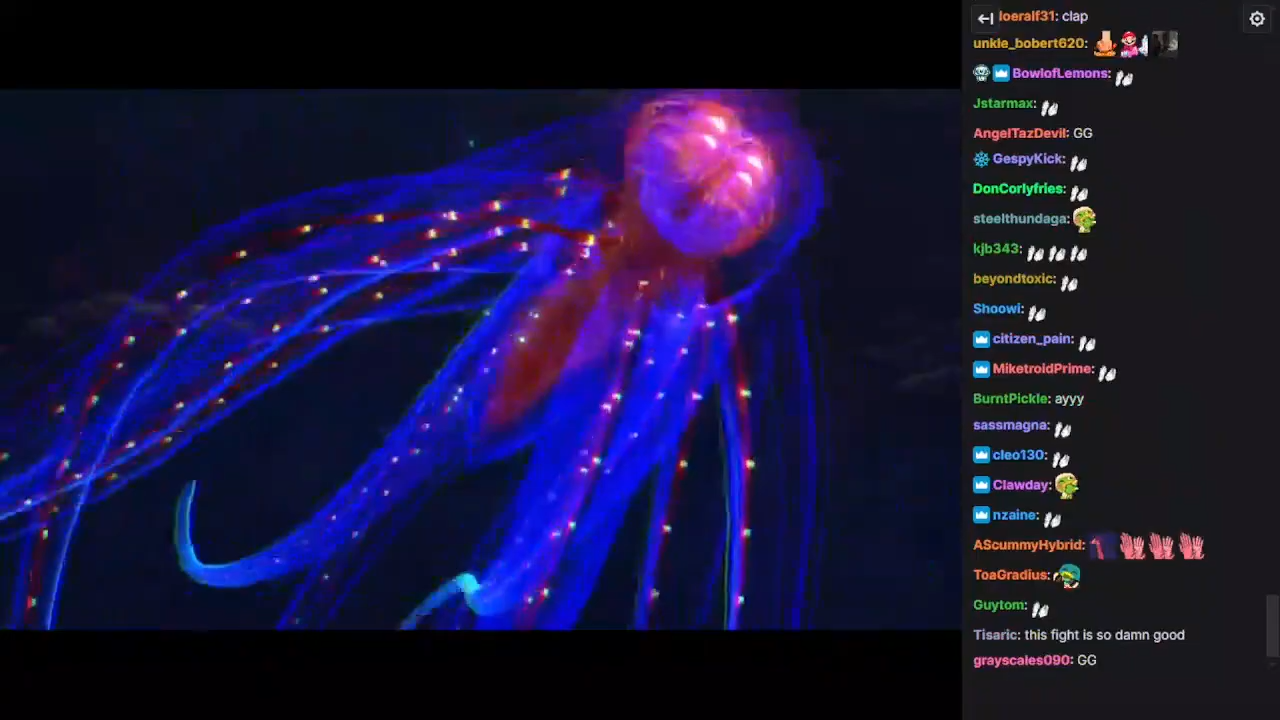 loeralf31: clap
unkle_bobert620:
BowlofLemons:
Jstarmax:
AngelTazDevil: GG
GespyKick:
DonCorlyfries:
steelthundaga:
kjb343:
beyondtoxic:
Shoowi:
citizen_pain:
MiketroidPrime:
BurntPickle: ayyy
sassmagna:
cleo130:
Clawday:
nzaine:
AScummyHybrid:
ToaGradius:
Guytom:
Tisaric: this fight is so damn good
grayscales090: GG